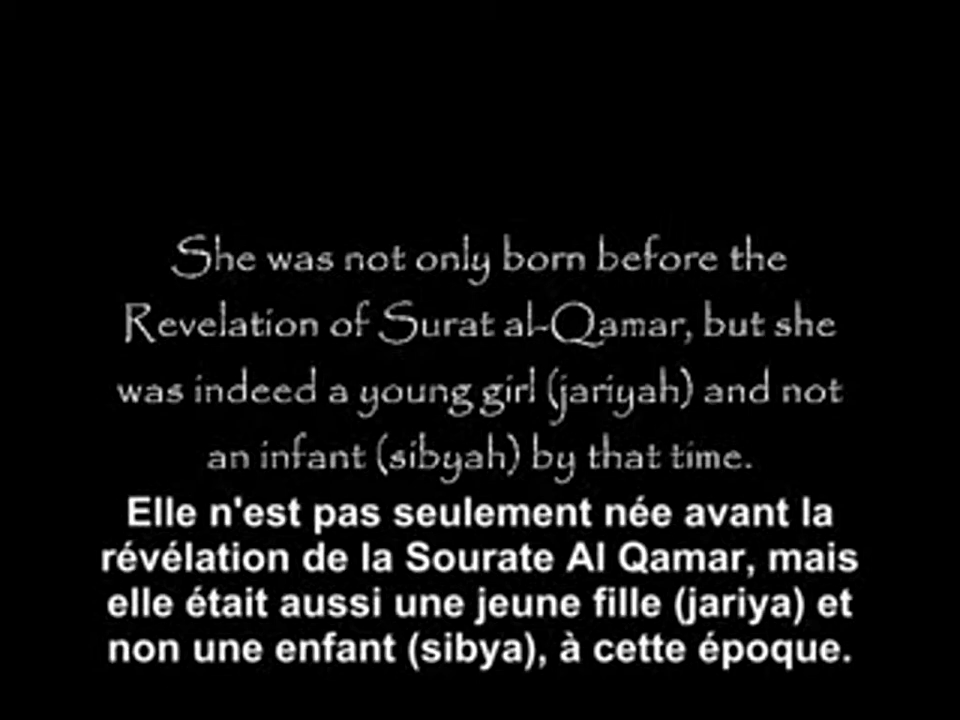 She was not only born before the
Revelation of Surat al-Qamar, but she
was indeed a young girl (jariyah) and not
an infant (sibyah) by that time.
Elle n'est pas seulement née avant la
révélation de la Sourate Al Qamar, mais
elle était aussi une jeune fille (jariya) et
non une enfant (sibya), à cette époque.